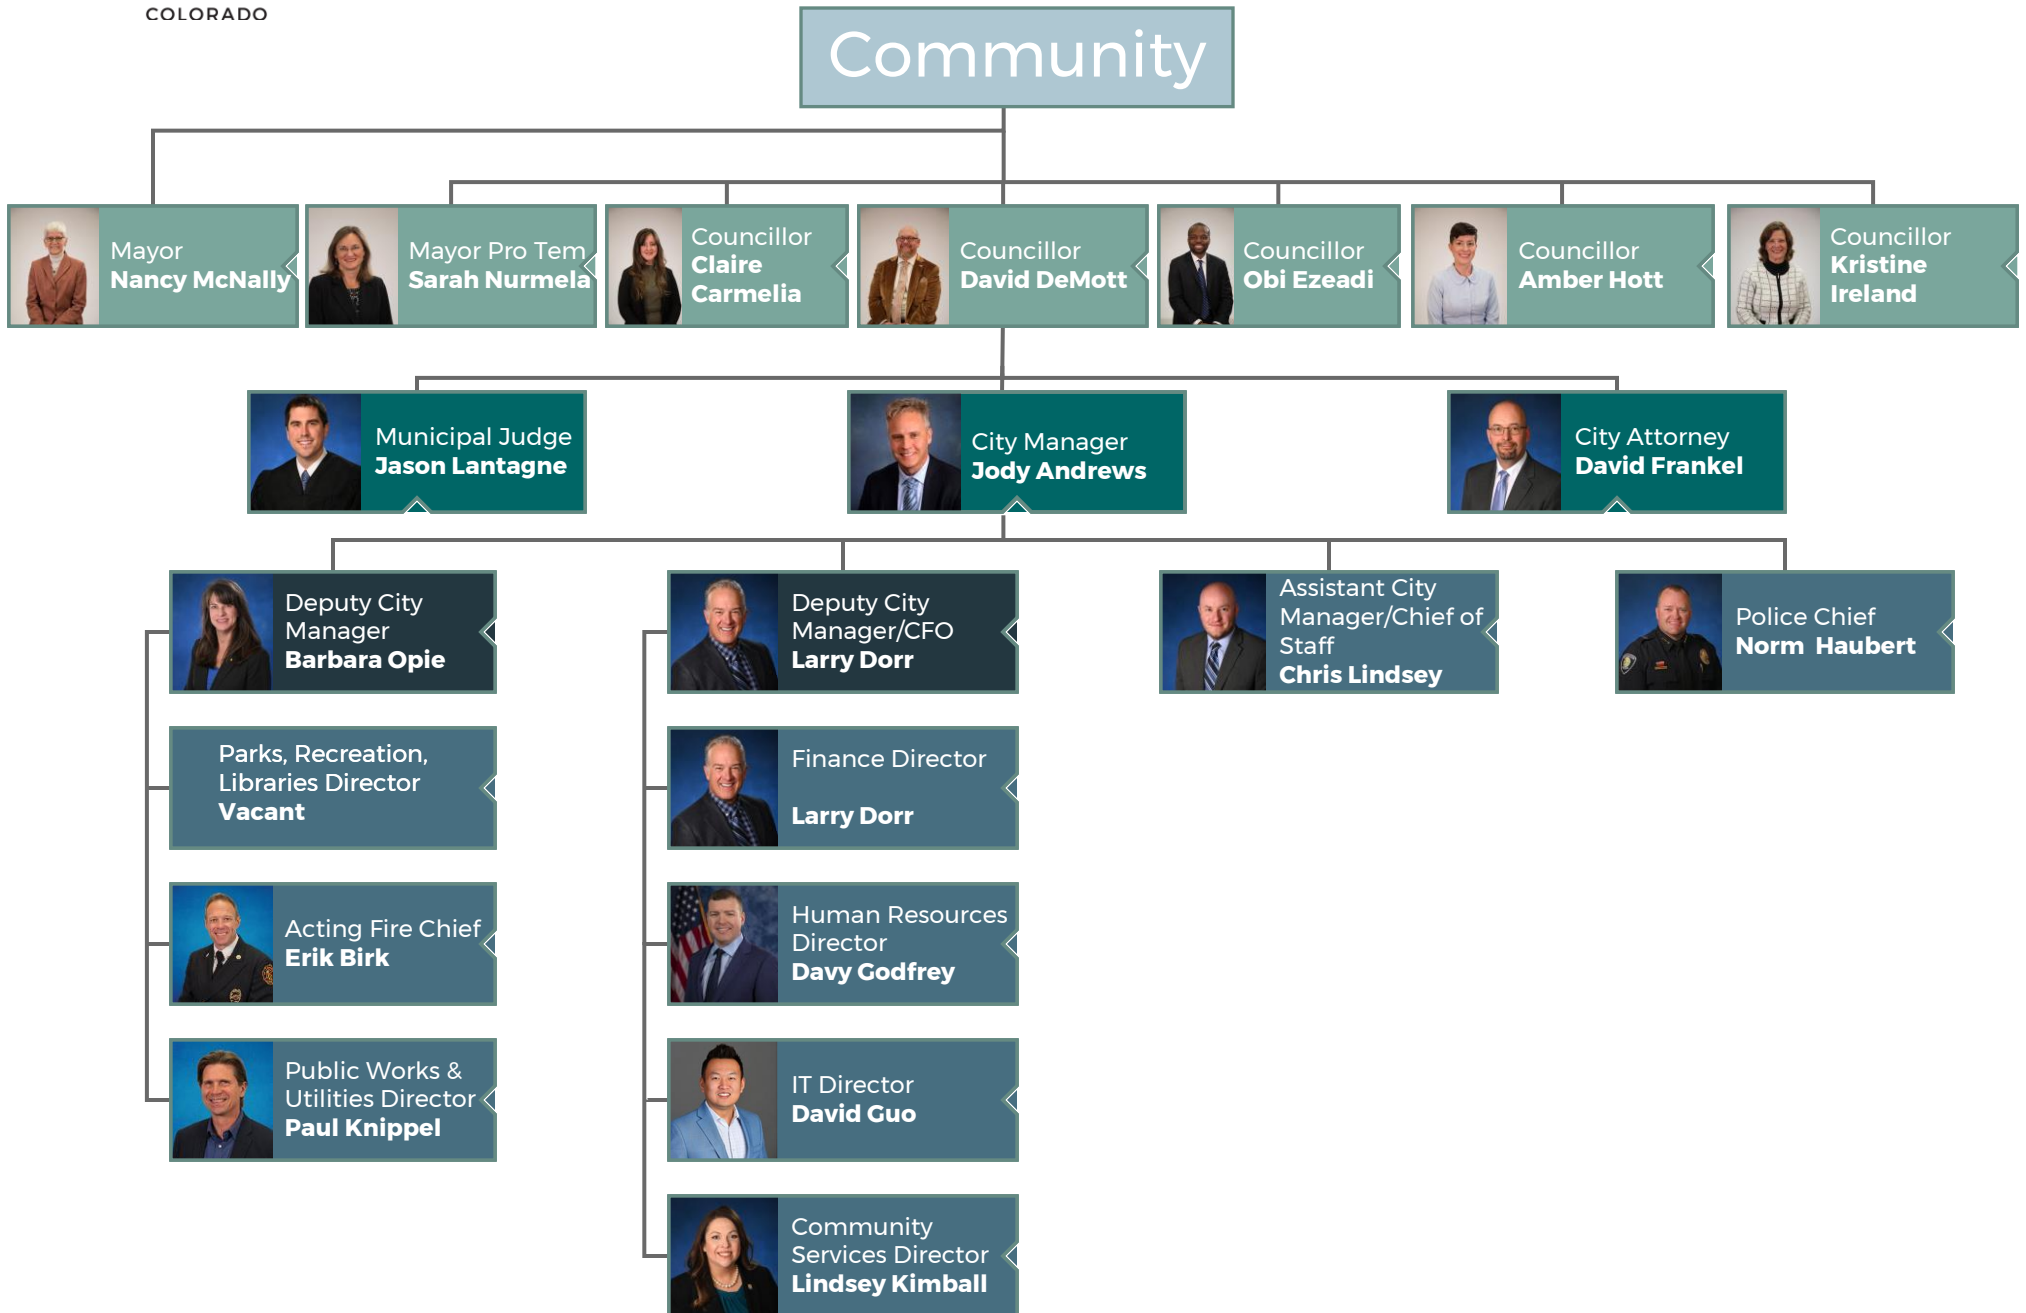 COLORADO
Community
Mayor
Nancy McNally
Mayor Pro Tem
Sarah Nurmela
Councillor
Claire
Carmelia
Councillor
David DeMott
Councillor
Obi Ezeadi
Councillor
Amber Hott
Councillor
Kristine
Ireland
Municipal Judge
Jason Lantagne
City Manager
Jody Andrews
City Attorney
David Frankel
Deputy City
Manager
Barbara Opie
Deputy City
Manager/CFO
Larry Dorr
Assistant City
Manager/Chief of
Staff
Chris Lindsey
Police Chief
Norm  Haubert
Parks, Recreation,
Libraries Director
Vacant
Finance Director
Larry Dorr
Acting Fire Chief
Erik Birk
Human Resources
Director
Davy Godfrey
Public Works &
Utilities Director
Paul Knippel
IT Director
David Guo
Community
Services Director
Lindsey Kimball